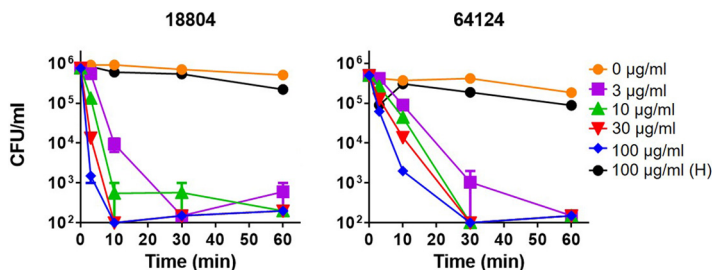 18804
64124
CFU/ml
10⁶
10⁵
10⁴
10³
10²
0 10 20 30 40 50 60
Time (min)
10⁶
10⁵
10⁴
10³
10²
0 10 20 30 40 50 60
Time (min)
0 µg/ml
3 µg/ml
10 µg/ml
30 µg/ml
100 µg/ml
100 µg/ml (H)